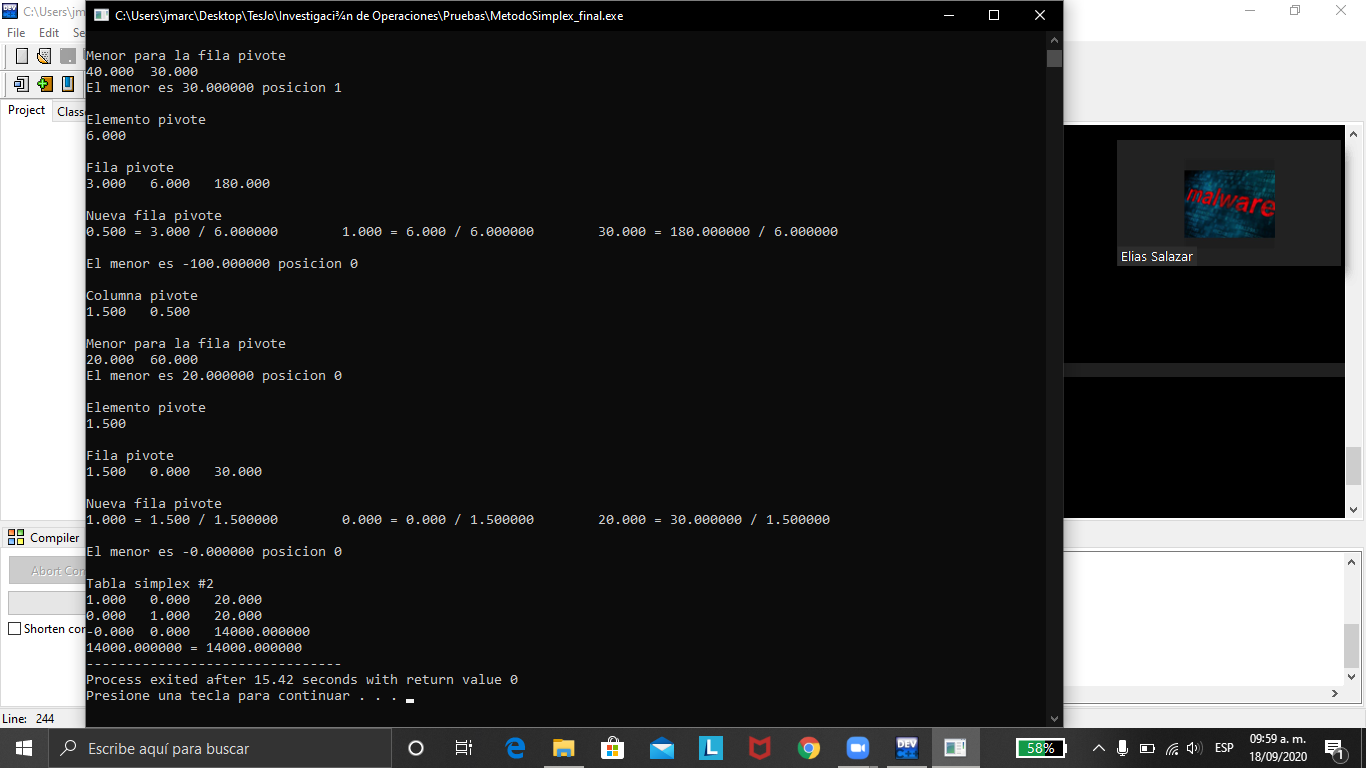 C:\Users\jm
C:\Users\jmarc\Desktop\TesJo\Investigaci¾n de Operaciones\Pruebas\MetodoSimplex_final.exe
File Edit Se
Project
Class
Menor para la fila pivote
40.000 30.000
El menor es 30.000000 posicion 1
Elemento pivote
6.000
Fila pivote
3.000 6.000 180.000
Nueva fila pivote
0.500 = 3.000 / 6.000000 1.000 = 6.000 / 6.000000 30.000 = 180.000000 / 6.000000
El menor es -100.000000 posicion 0
Columna pivote
1.500 0.500
Menor para la fila pivote
20.000 60.000
El menor es 20.000000 posicion 0
Elemento pivote
1.500
Fila pivote
1.500 0.000 30.000
Nueva fila pivote
1.000 = 1.500 / 1.500000 0.000 = 0.000 / 1.500000 20.000 = 30.000000 / 1.500000
El menor es -0.000000 posicion 0
Tabla simplex #2
1.000 0.000 20.000
0.000 1.000 20.000
-0.000 0.000 14000.000000
14000.000000 = 14000.000000
--------------------------------
Process exited after 15.42 seconds with return value 0
Presione una tecla para continuar . . .
malware
Elias Salazar
Compiler
Abort Con
Shorten cor
Line: 244
Escribe aquí para buscar
L
DEV
58%
ESP
09:59 a. m.
18/09/2020
1